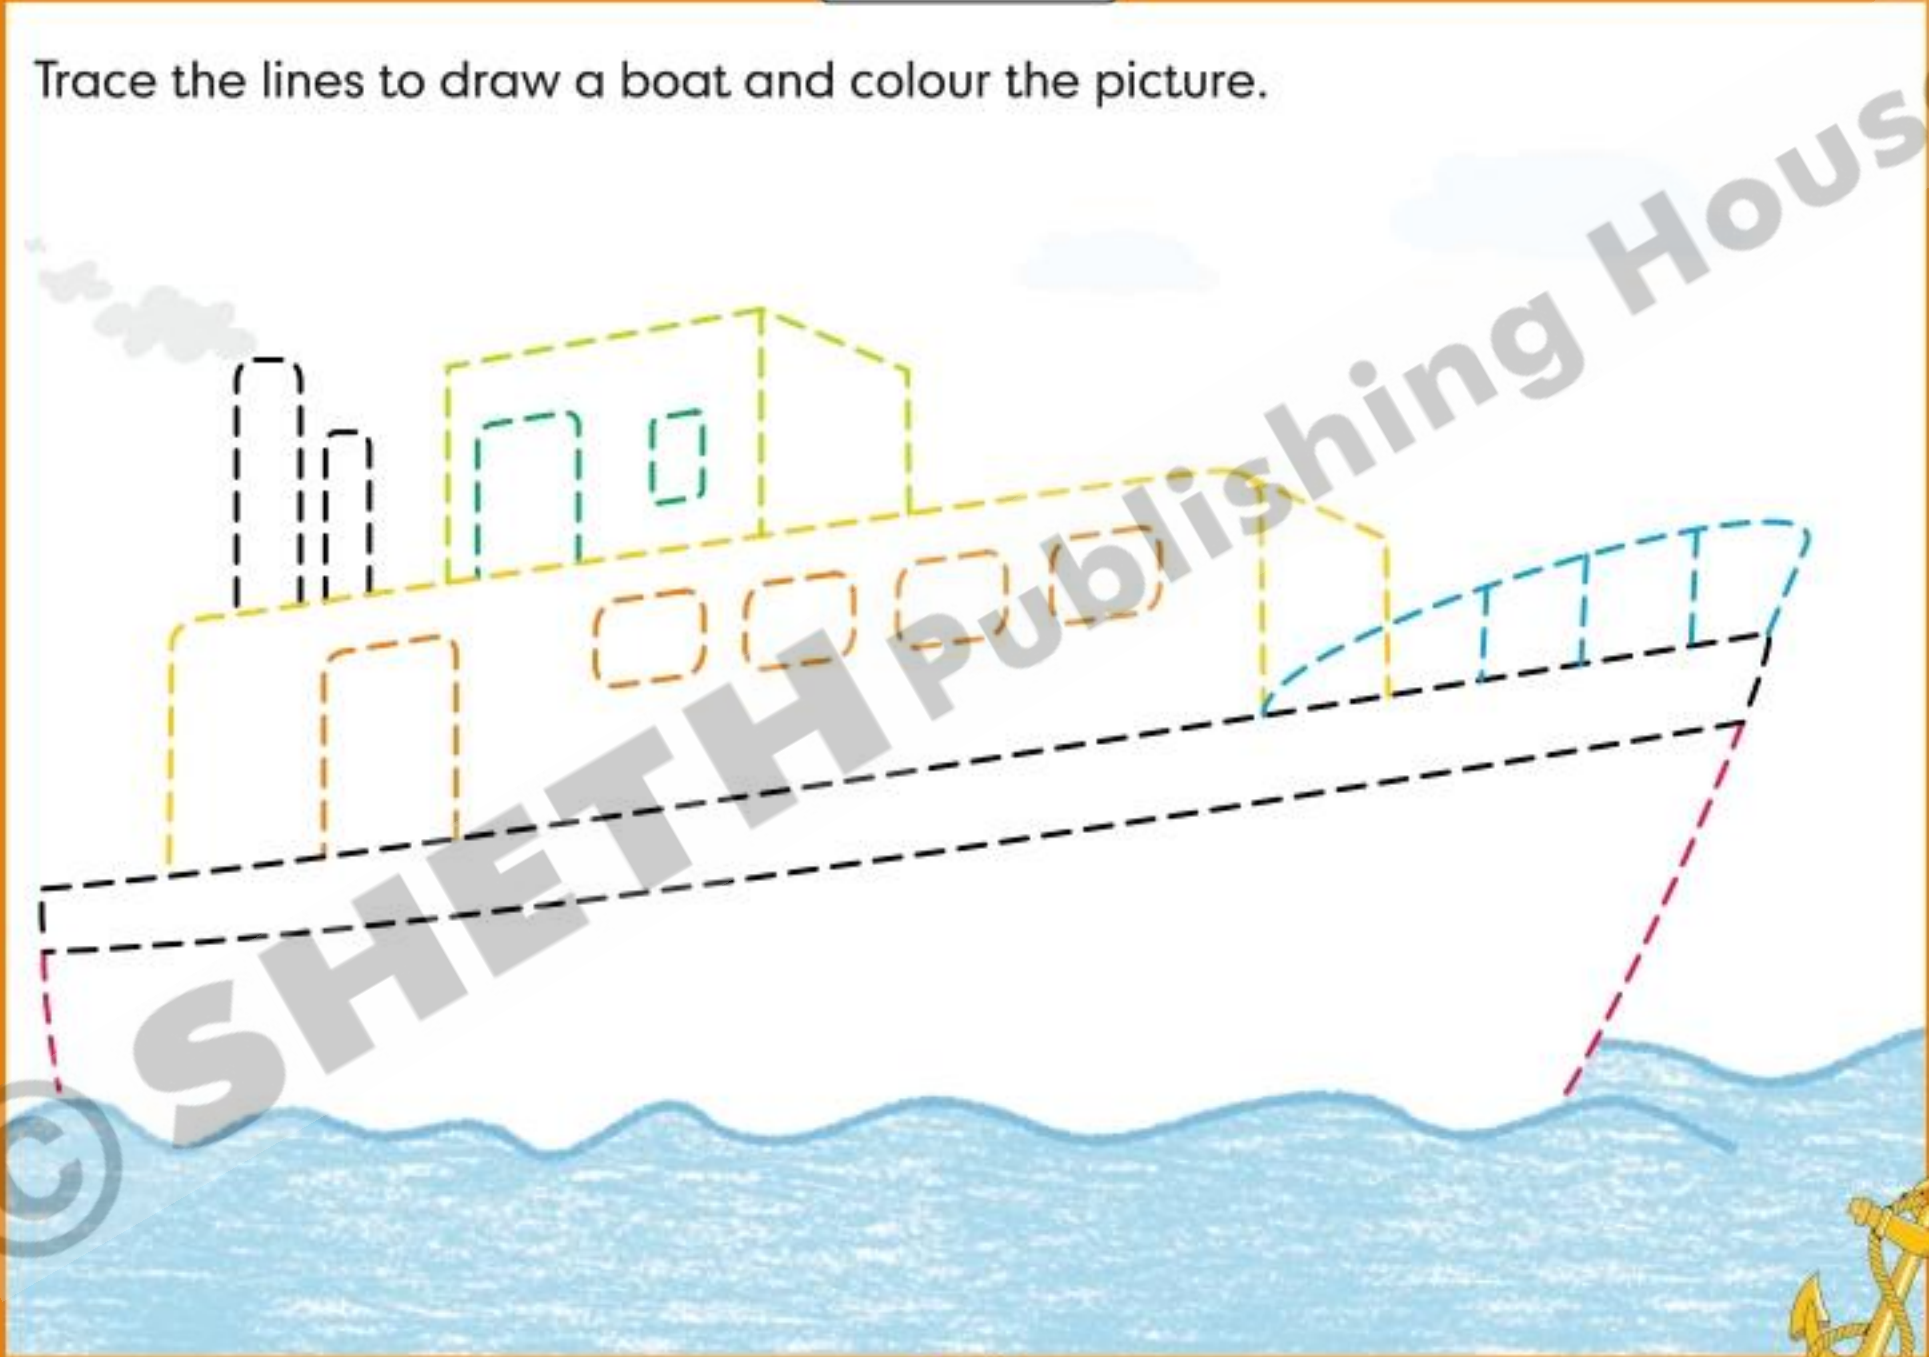 Trace the lines to draw a boat and colour the picture.
© SHETH Publishing Hous